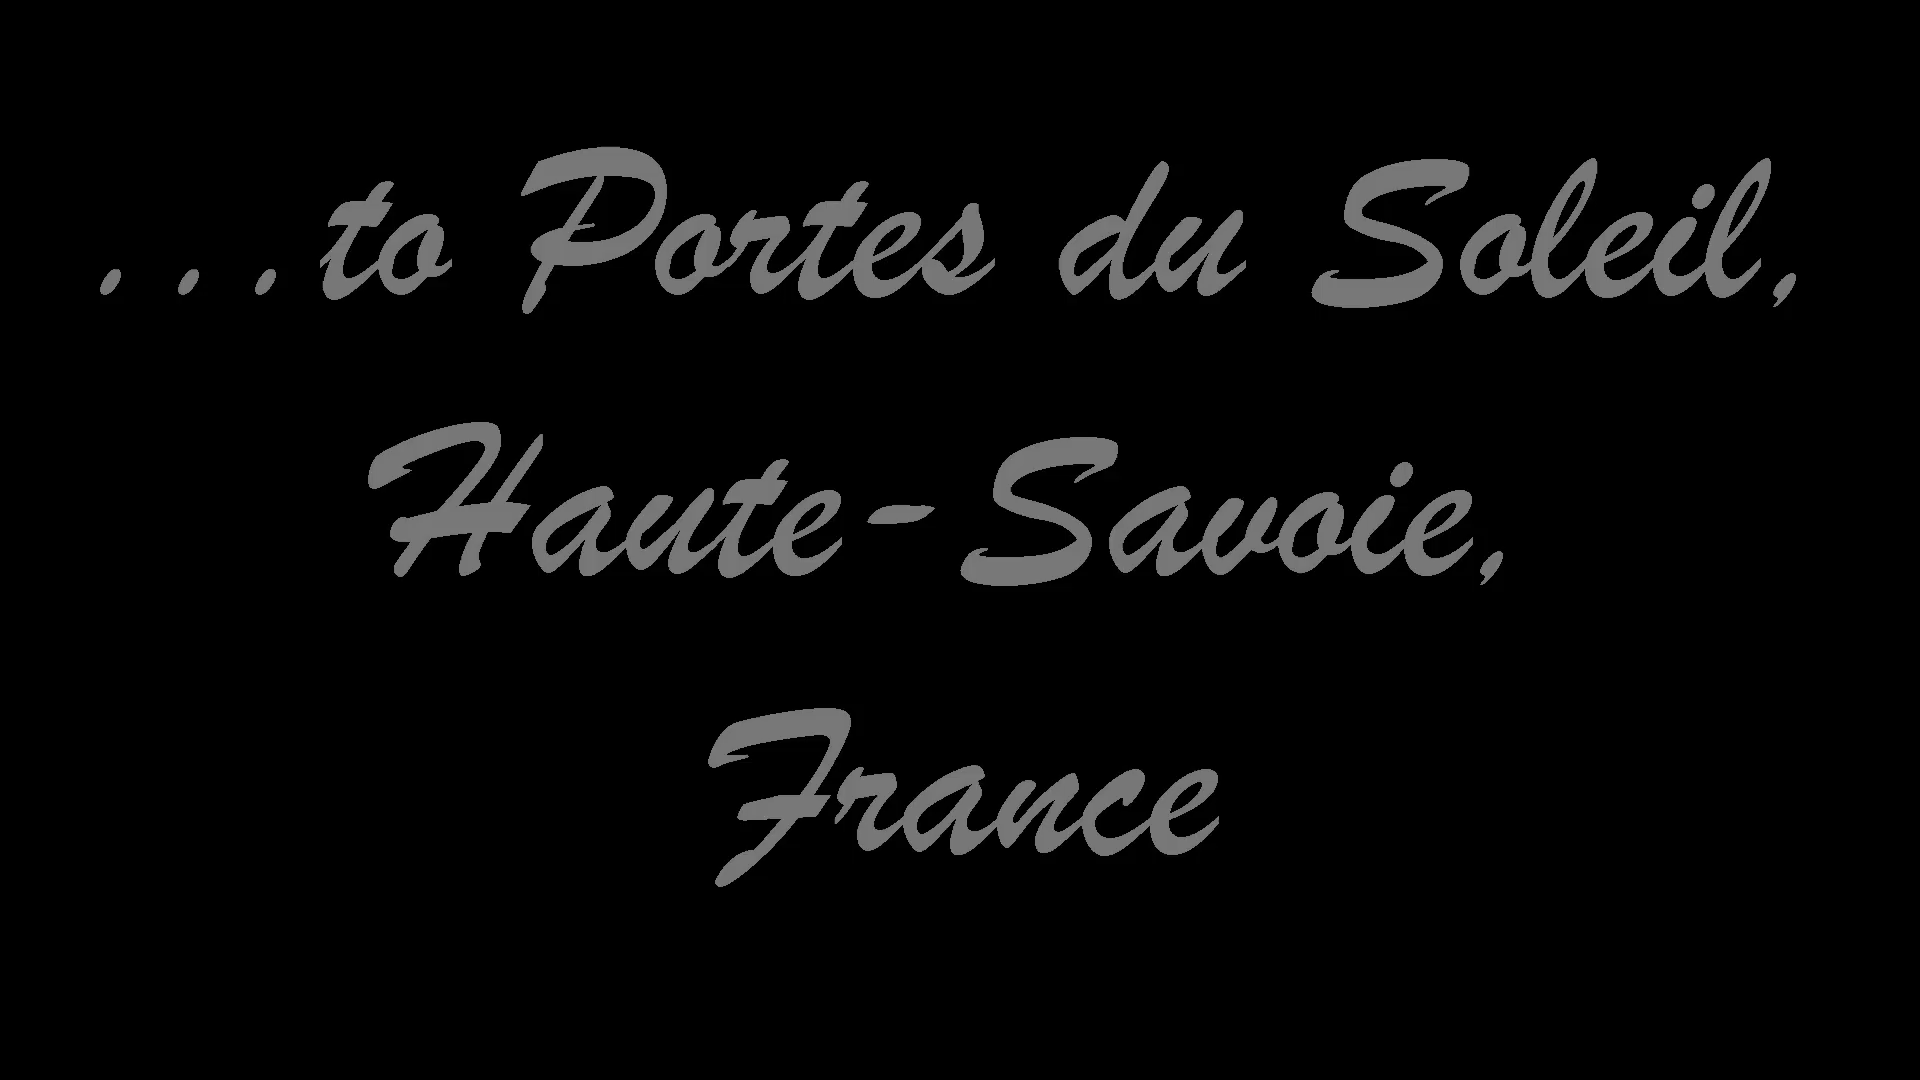 ...to Portes du Soleil,
Haute-Savoie,
France